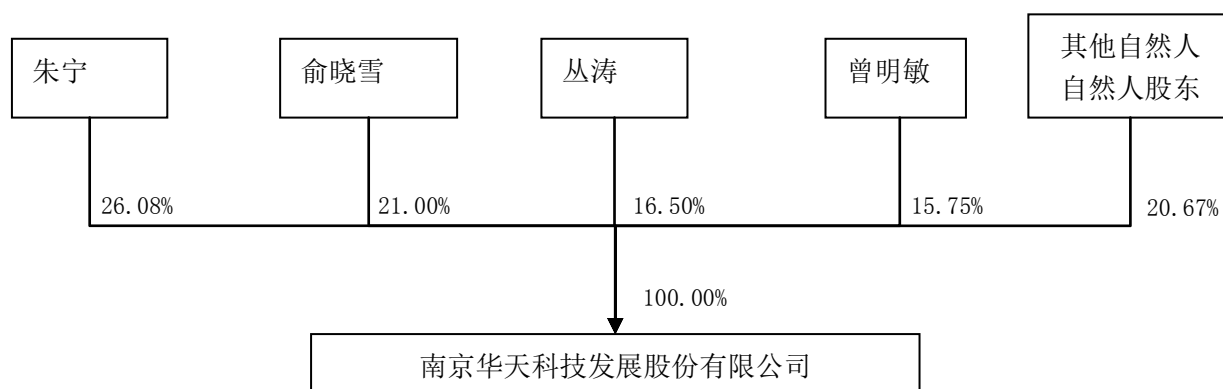 朱宁
俞晓雪
丛涛
曾明敏
其他自然人
自然人股东
26.08%
21.00%
16.50%
15.75%
20.67%
100.00%
南京华天科技发展股份有限公司